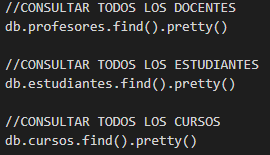 //CONSULTAR TODOS LOS DOCENTES
db.profesores.find().pretty()
//CONSULTAR TODOS LOS ESTUDIANTES
db.estudiantes.find().pretty()
//CONSULTAR TODOS LOS CURSOS
db.cursos.find().pretty()